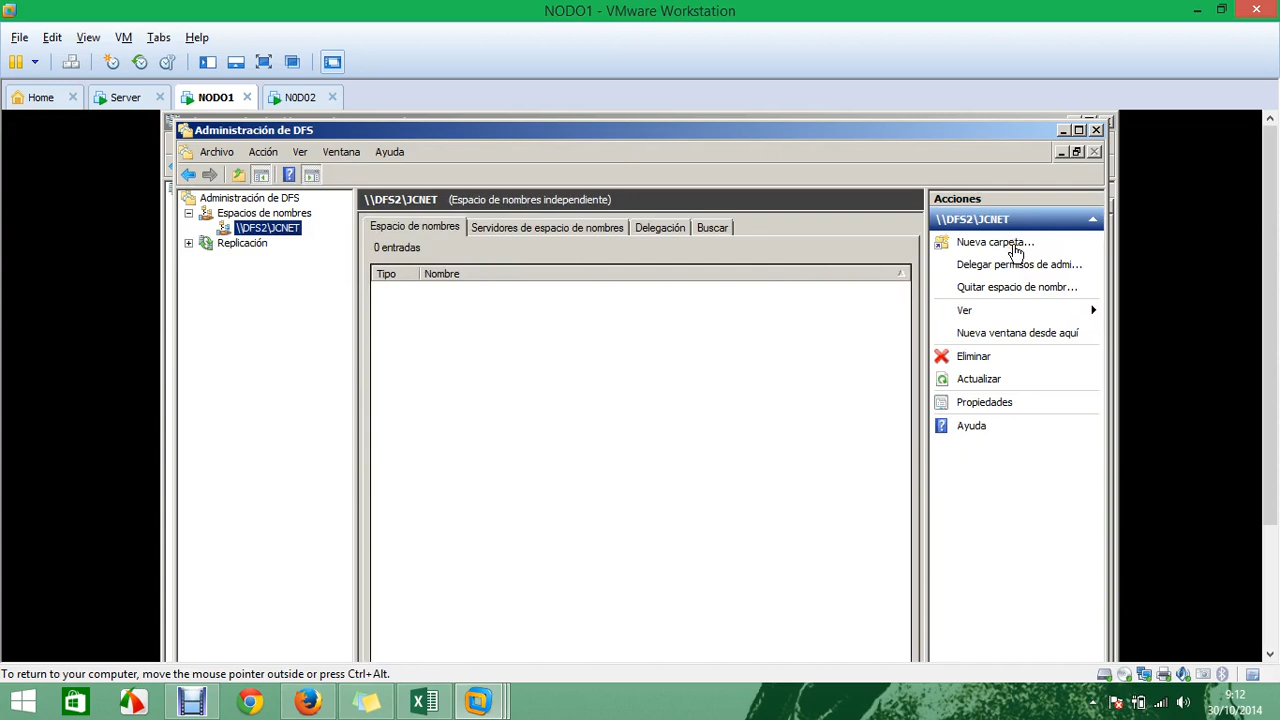 NODO1 - VMware Workstation
File Edit View VM Tabs Help
Home Server NODO1 N0D02
Administración de DFS
Archivo Acción Ver Ventana Ayuda
Administración de DFS
Espacios de nombres
\\DFS2\JCNET
Replicación
\\DFS2\JCNET (Espacio de nombres independiente)
Espacio de nombres Servidores de espacio de nombres Delegación Buscar
0 entradas
Tipo Nombre
Acciones
\\DFS2\JCNET
Nueva carpeta...
Delegar permisos de admi...
Quitar espacio de nombr...
Ver
Nueva ventana desde aquí
Eliminar
Actualizar
Propiedades
Ayuda
To return to your computer, move the mouse pointer outside or press Ctrl+Alt.
9:12
30/10/2014